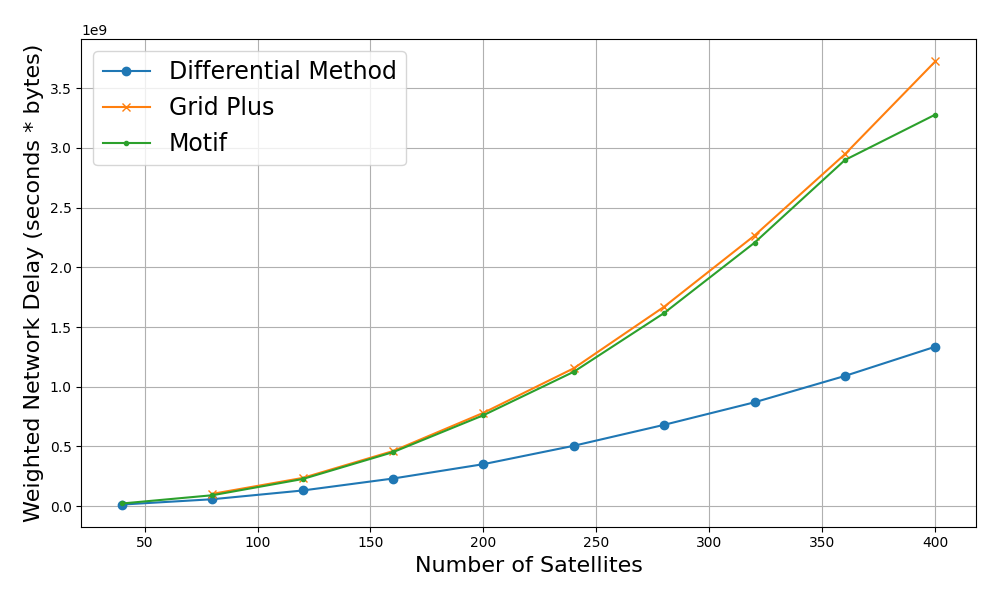 1e9
Differential Method
Grid Plus
Motif
Weighted Network Delay (seconds * bytes)
3.5
3.0
2.5
2.0
1.5
1.0
0.5
0.0
50 100 150 200 250 300 350 400
Number of Satellites